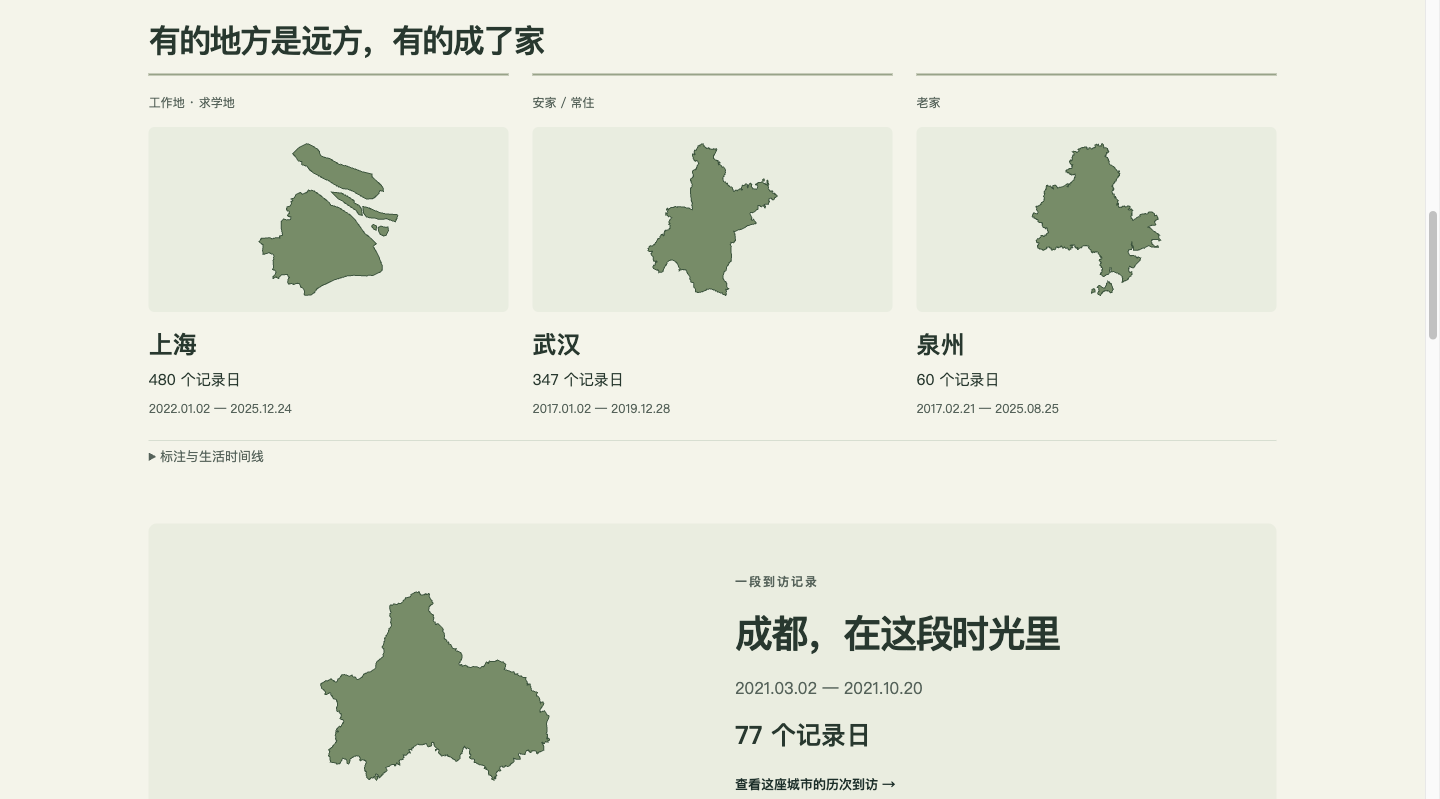 有的地方是远方，有的成了家
工作地 · 求学地
安家 / 常住
老家
上海
480 个记录日
2022.01.02 — 2025.12.24
武汉
347 个记录日
2017.01.02 — 2019.12.28
泉州
60 个记录日
2017.02.21 — 2025.08.25
▶ 标注与生活时间线
一段到访记录
成都，在这段时光里
2021.03.02 — 2021.10.20
77 个记录日
查看这座城市的历次到访 →